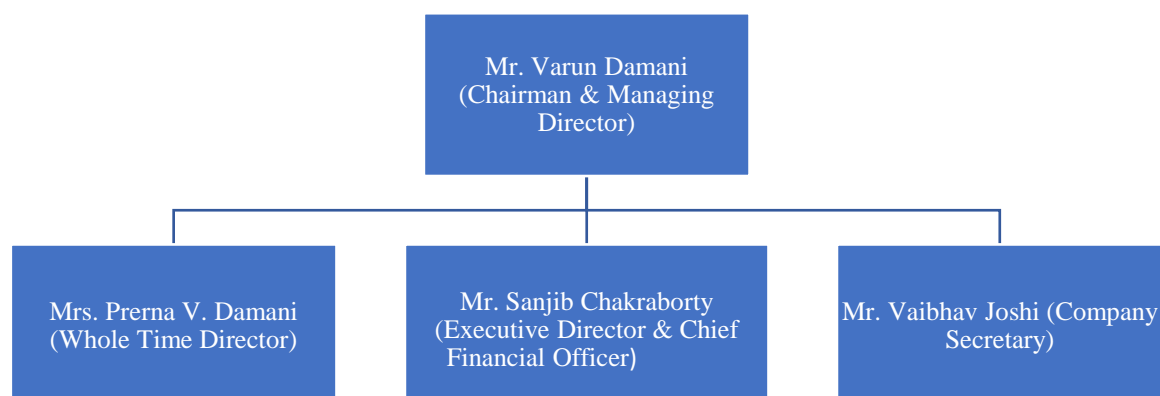 Mr. Varun Damani
(Chairman & Managing
Director)
Mrs. Prerna V. Damani
(Whole Time Director)
Mr. Sanjib Chakraborty
(Executive Director & Chief
Financial Officer)
Mr. Vaibhav Joshi (Company
Secretary)